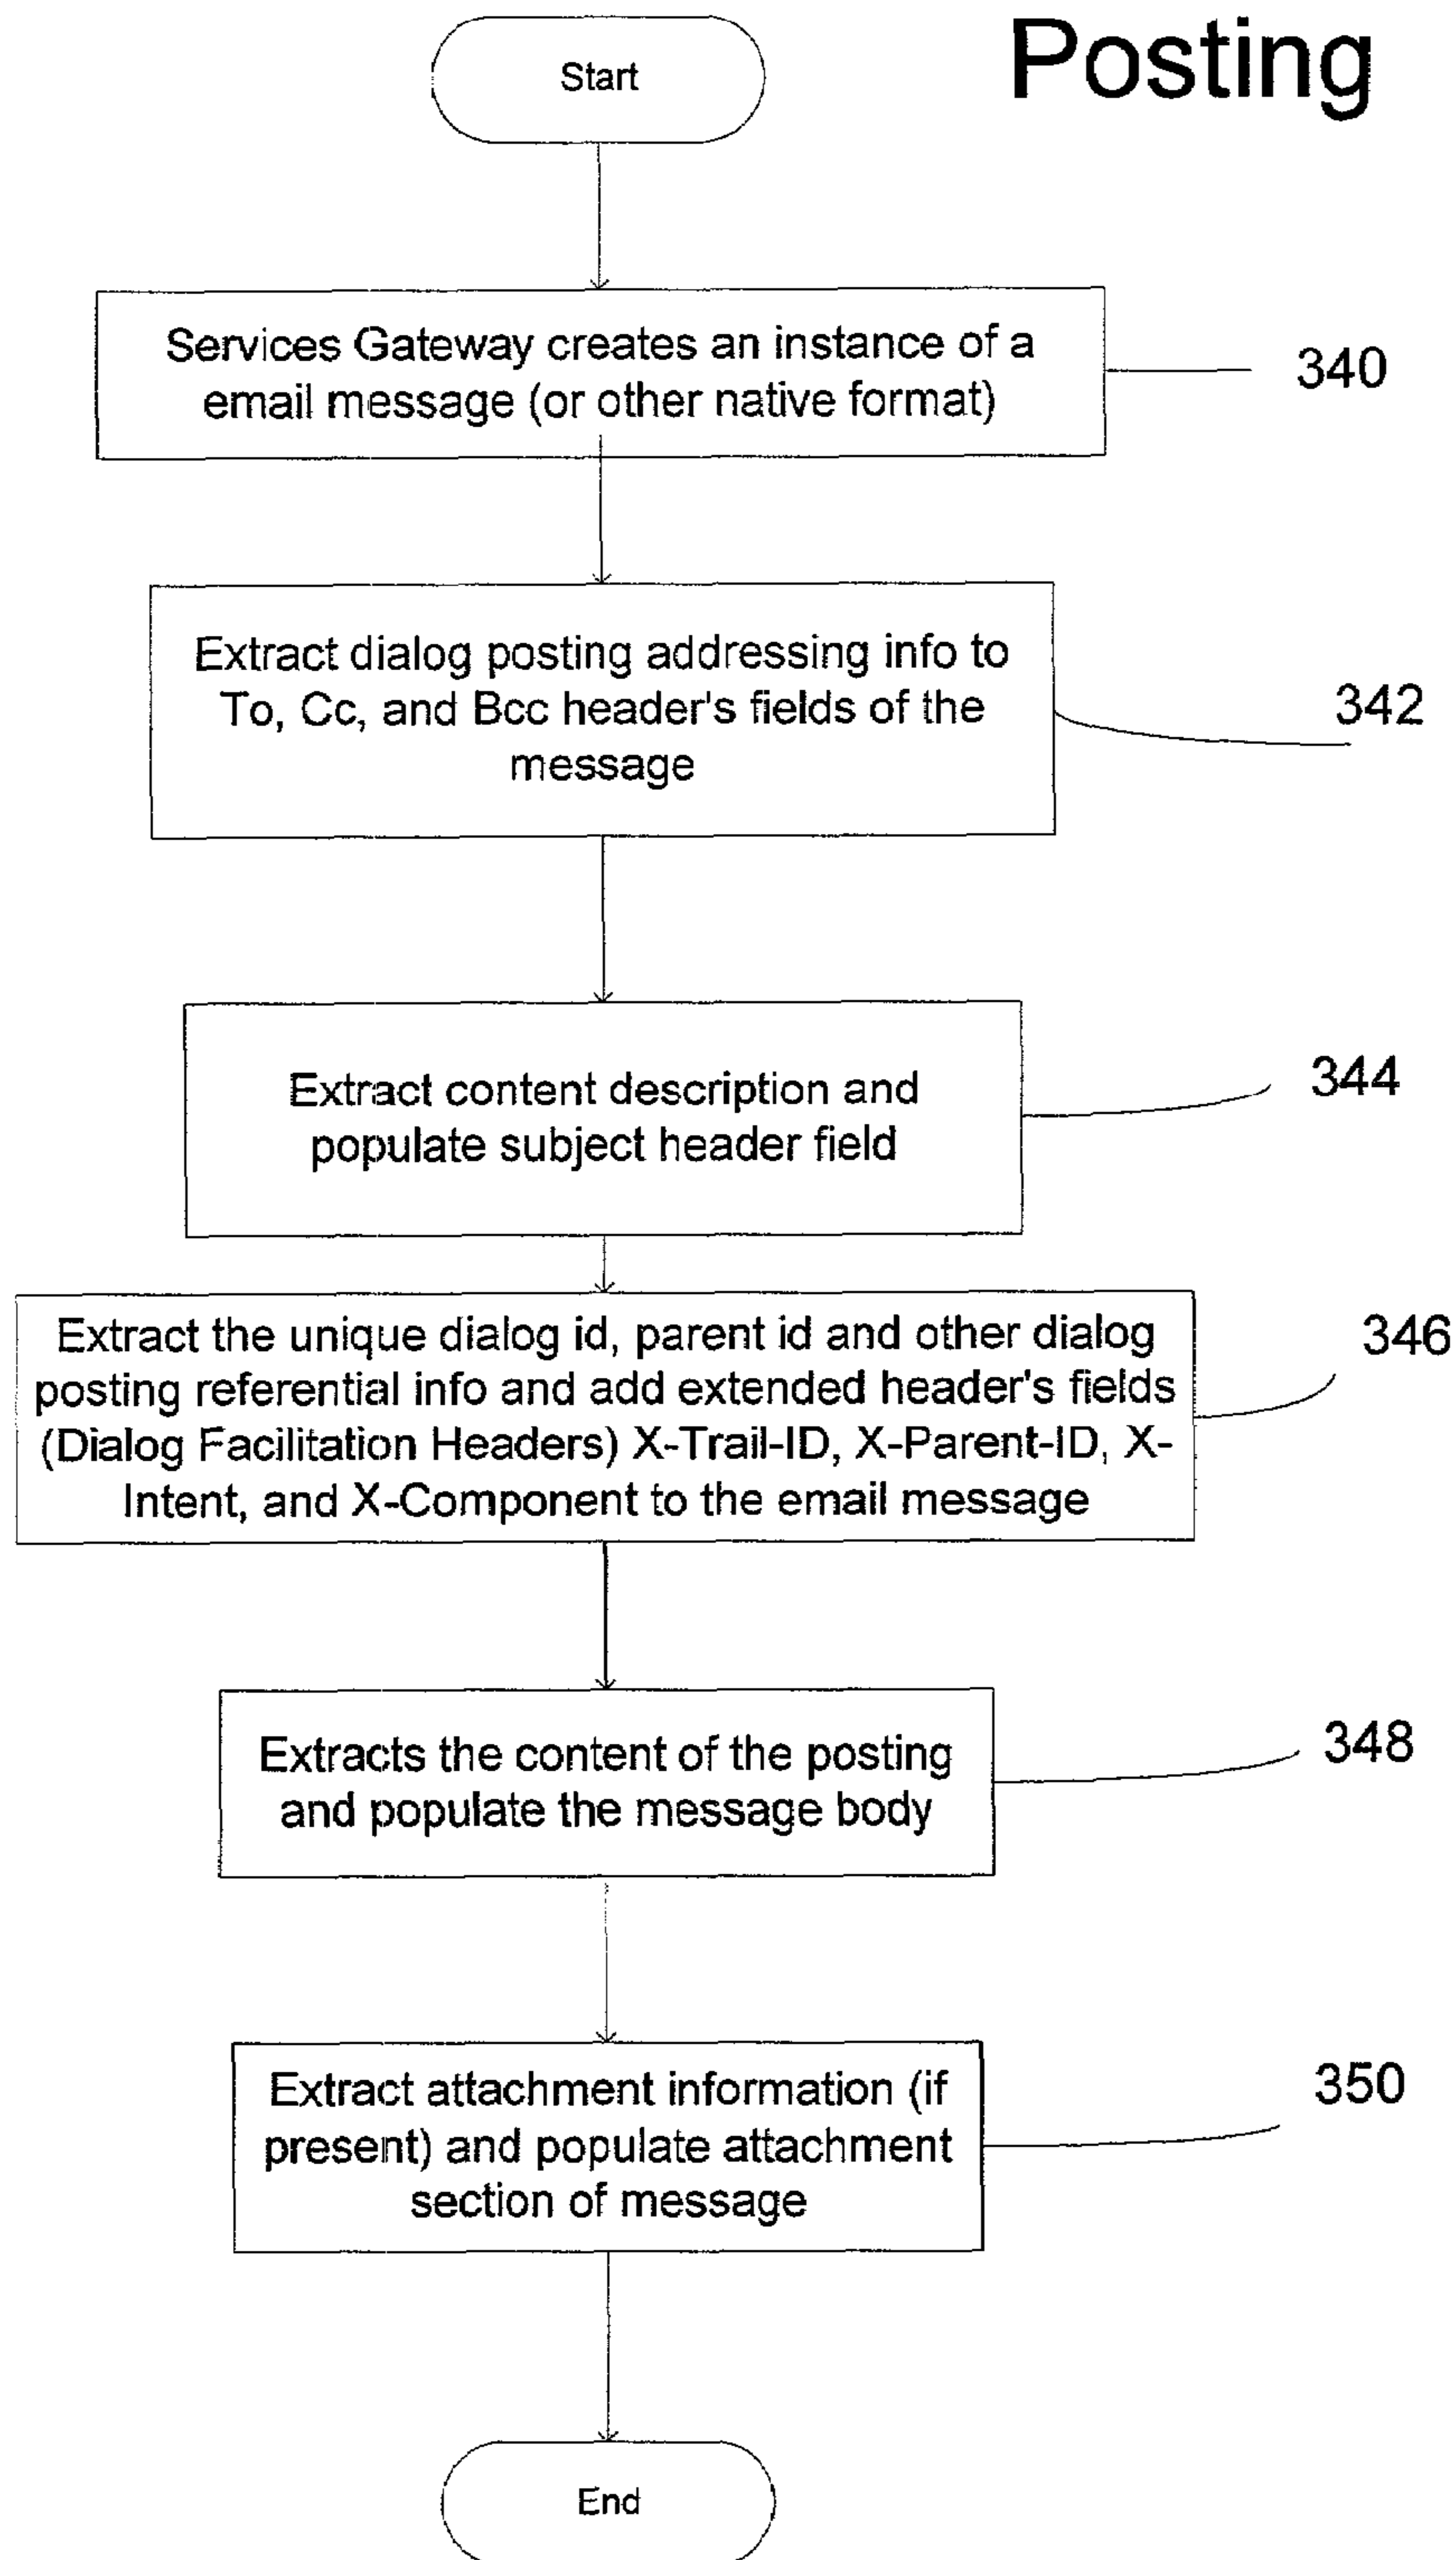 Posting
Start
Services Gateway creates an instance of a
email message (or other native format)
340
Extract dialog posting addressing info to
To, Cc, and Bcc header's fields of the
message
342
Extract content description and
populate subject header field
344
Extract the unique dialog id, parent id and other dialog
posting referential info and add extended header's fields
(Dialog Facilitation Headers) X-Trail-ID, X-Parent-ID, X-
Intent, and X-Component to the email message
346
Extracts the content of the posting
and populate the message body
348
Extract attachment information (if
present) and populate attachment
section of message
350
End